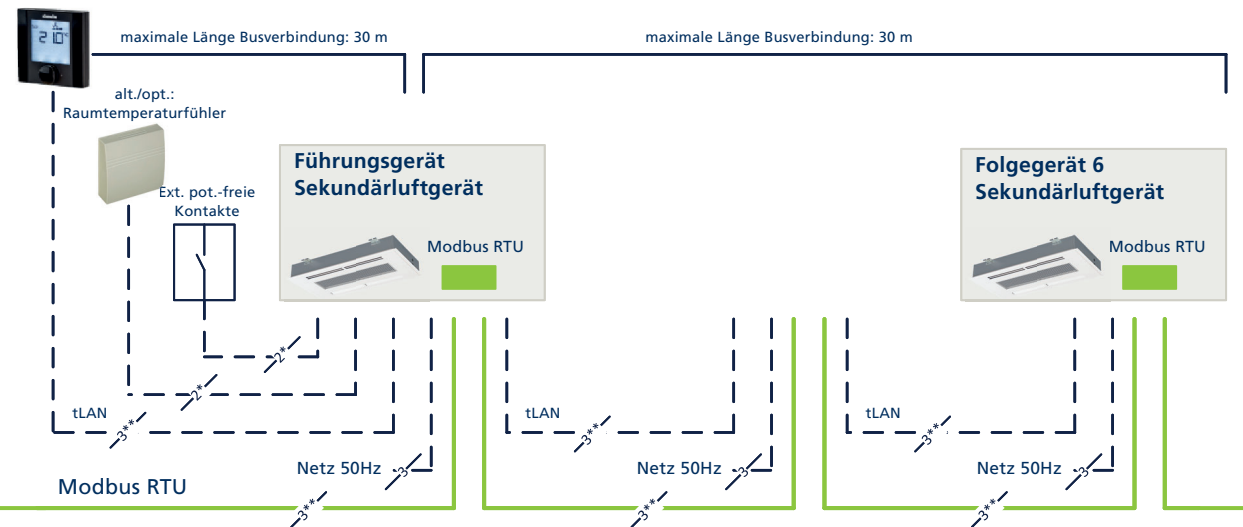 maximale Länge Busverbindung: 30 m
maximale Länge Busverbindung: 30 m
alt./opt.:
Raumtemperaturfühler
Ext. pot.-freie
Kontakte
Führungsgerät
Sekundärluftgerät
Modbus RTU
Folgegerät 6
Sekundärluftgerät
Modbus RTU
2*
2*
tLAN
3**
tLAN
3**
tLAN
3**
Netz 50Hz
3
Netz 50Hz
3
Netz 50Hz
3
Modbus RTU
3**
3**
3**